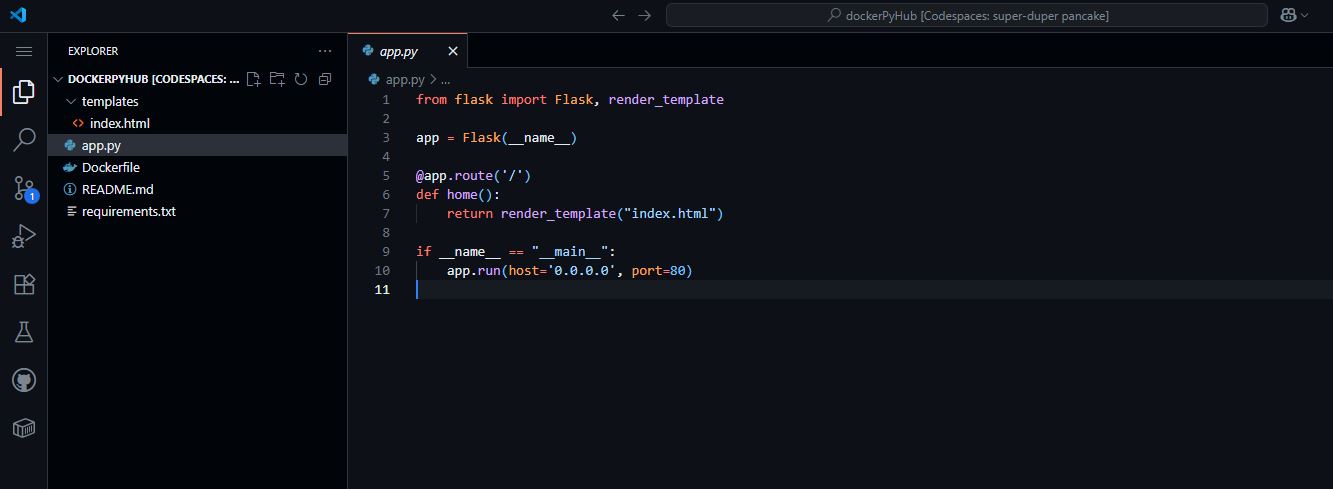 dockerPyHub [Codespaces: super-duper pancake]
EXPLORER
app.py
DOCKERPYHUB [CODESPACES: ...
templates
index.html
app.py
Dockerfile
README.md
requirements.txt
1
app.py > ...
1 from flask import Flask, render_template
2
3 app = Flask(__name__)
4
5 @app.route('/')
6 def home():
7     return render_template("index.html")
8
9 if __name__ == "__main__":
10     app.run(host='0.0.0.0', port=80)
11